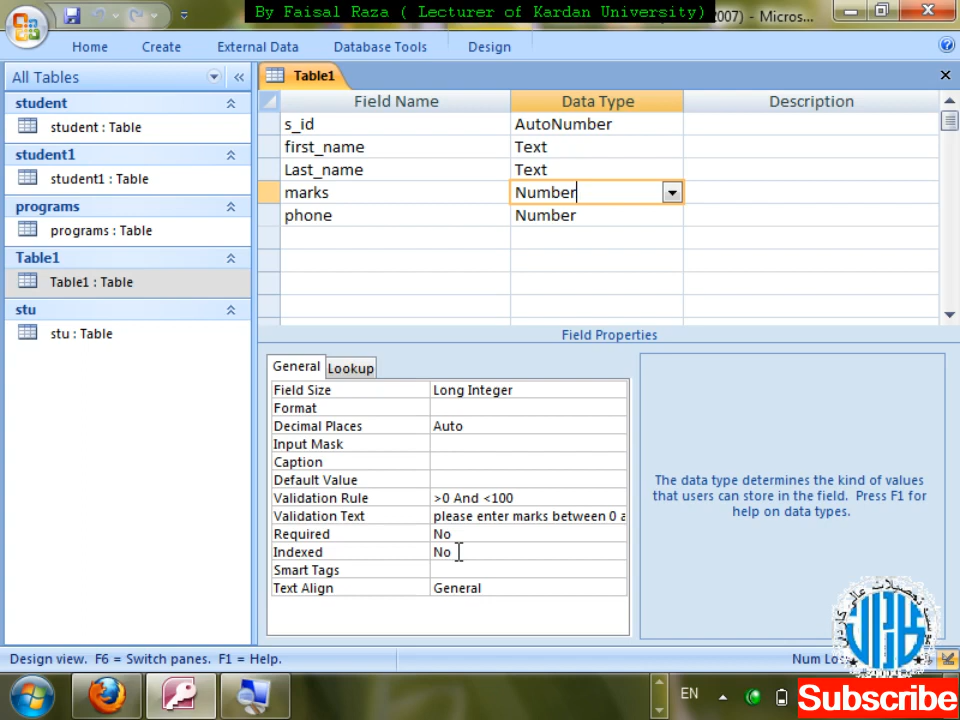 By Faisal Raza ( Lecturer of Kardan University)
2007) - Micros...
Home Create External Data Database Tools Design
All Tables
student
student : Table
student1
student1 : Table
programs
programs : Table
Table1
Table1 : Table
stu
stu : Table
Table1
Field Name Data Type Description
s_id AutoNumber
first_name Text
Last_name Text
marks Number
phone Number
Field Properties
General Lookup
Field Size Long Integer
Format
Decimal Places Auto
Input Mask
Caption
Default Value
Validation Rule >0 And <100
Validation Text please enter marks between 0 a
Required No
Indexed No
Smart Tags
Text Align General
The data type determines the kind of values
that users can store in the field. Press F1 for
help on data types.
Design view. F6 = Switch panes. F1 = Help.
Num Lo
EN
Subscribe